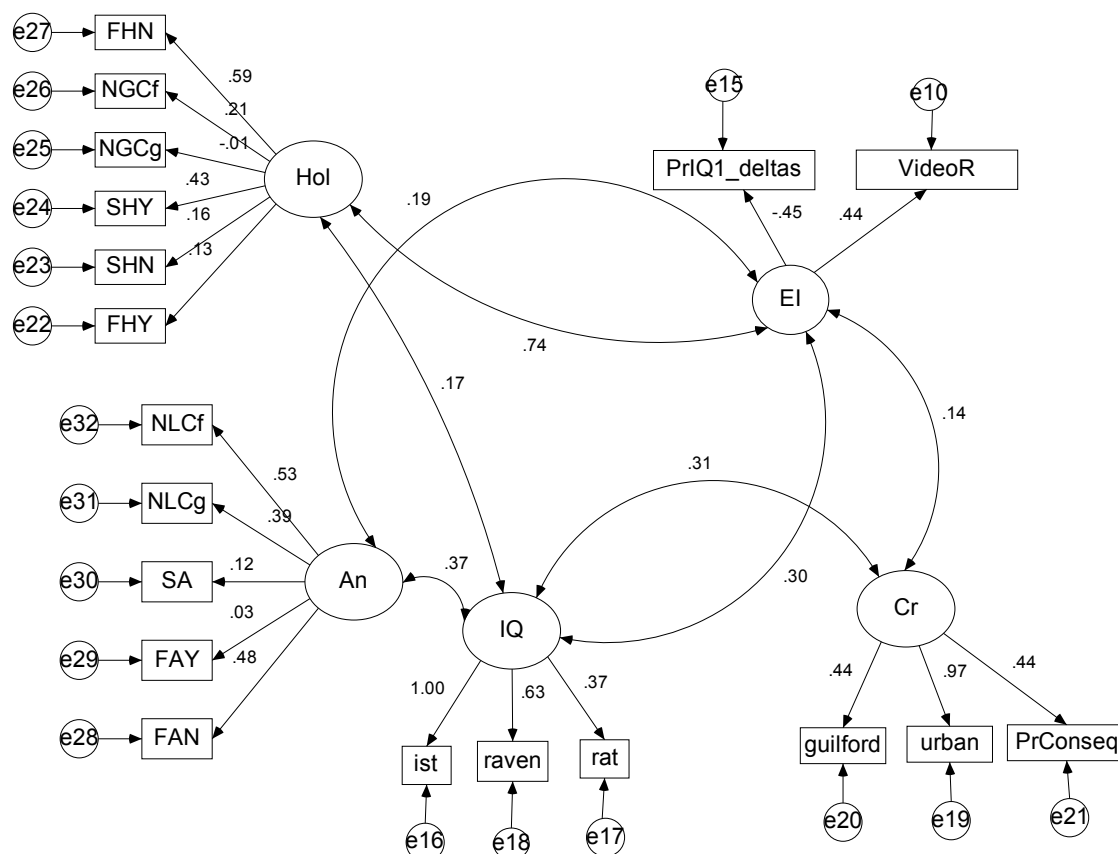 e27 FHN
.59
e26 NGCf
.21
e25 NGCg
-.01
Hol
.43
e24 SHY
.16
e23 SHN
.13
e22 FHY
e15
e10
PrIQ1_deltas
VideoR
.19
-.45
.44
EI
.74
.17
.14
e32 NLCf
.53
.31
e31 NLCg
.39
e30 SA
.12
An
.37
.30
.03
e29 FAY
.48
e28 FAN
IQ
Cr
1.00
.63
.37
.44
.97
.44
ist
raven
rat
guilford
urban
PrConseq
e16
e18
e17
e20
e19
e21